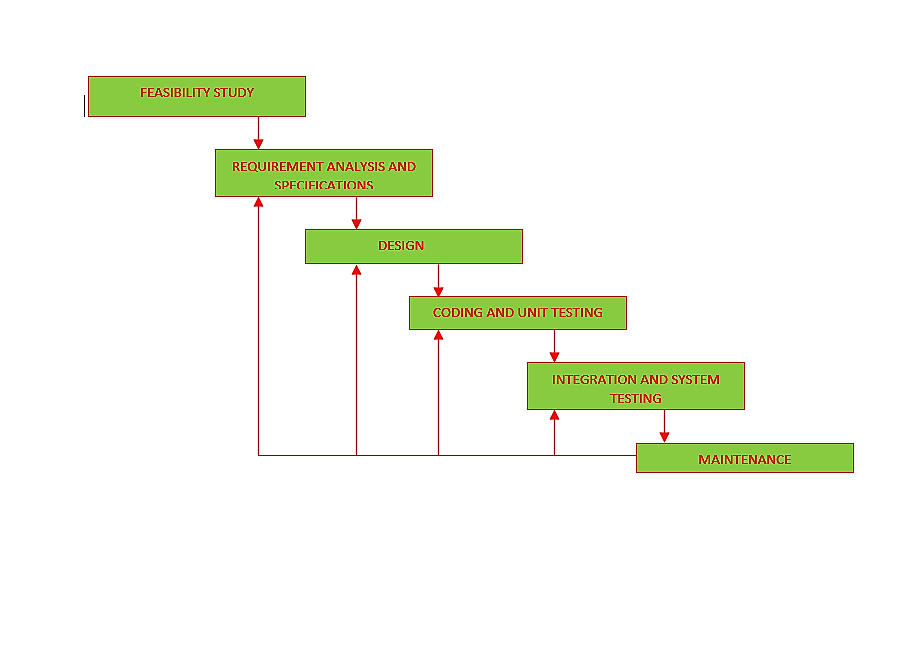 FEASIBILITY STUDY
REQUIREMENT ANALYSIS AND
SPECIFICATIONS
DESIGN
CODING AND UNIT TESTING
INTEGRATION AND SYSTEM
TESTING
MAINTENANCE